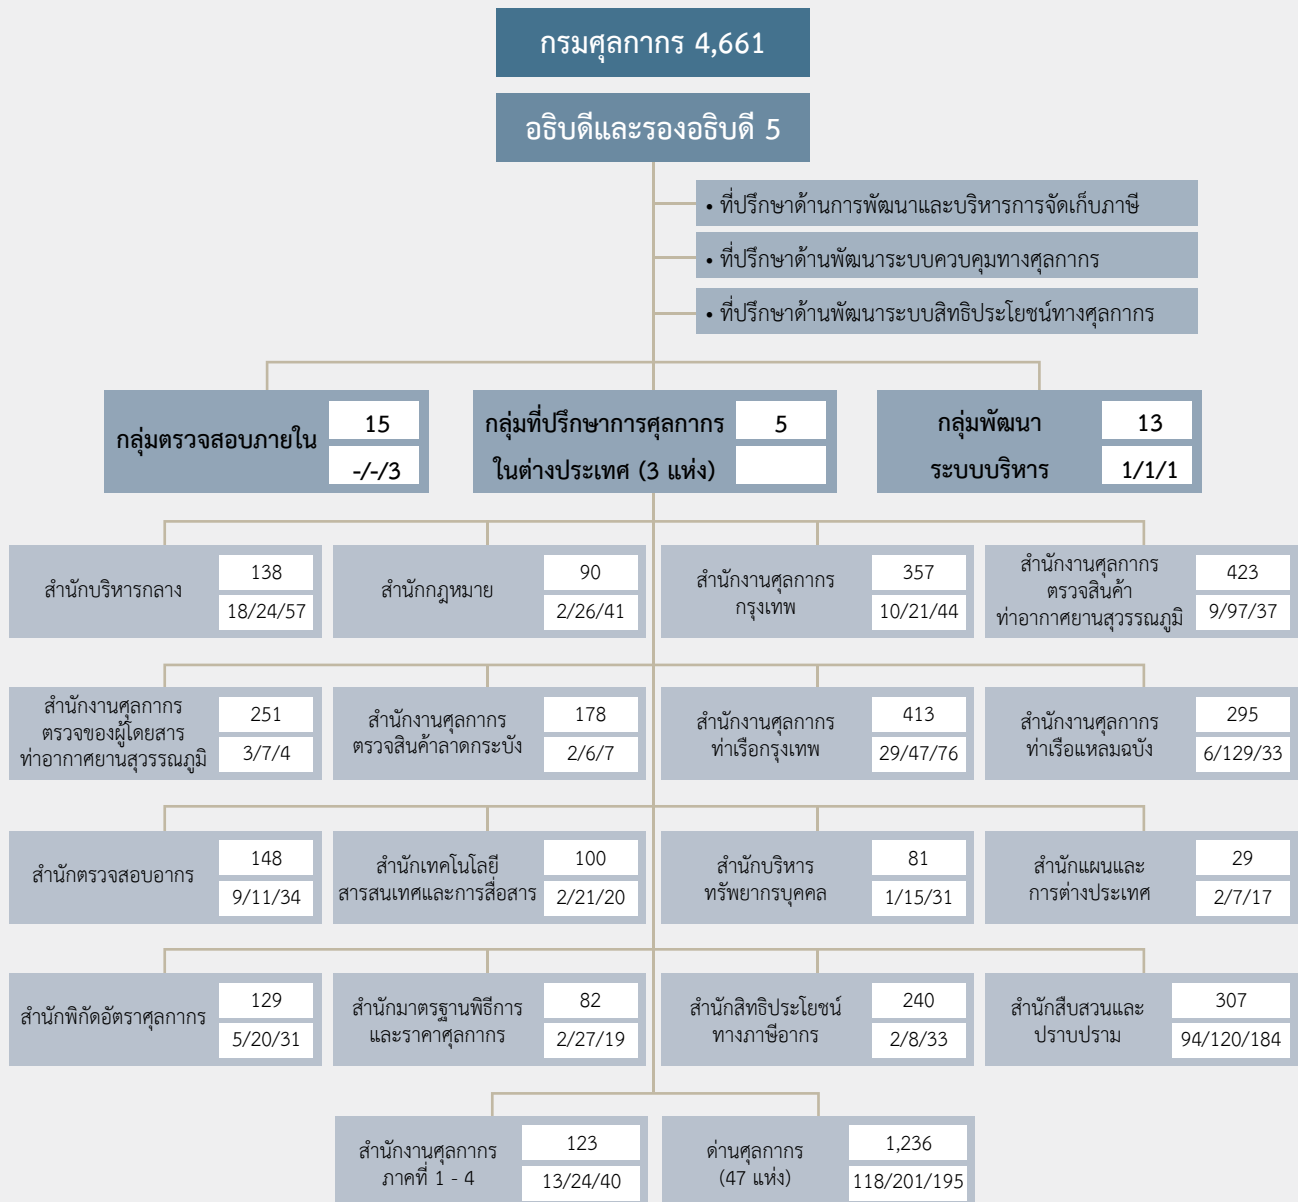 กรมศุลกากร 4,661
อธิบดีและรองอธิบดี 5
• ที่ปรึกษาด้านการพัฒนาและบริหารการจัดเก็บภาษี
• ที่ปรึกษาด้านพัฒนาระบบควบคุมทางศุลกากร
• ที่ปรึกษาด้านพัฒนาระบบสิทธิประโยชน์ทางศุลกากร
กลุ่มตรวจสอบภายใน
15
-/-/3
กลุ่มที่ปรึกษาการศุลกากร
ในต่างประเทศ (3 แห่ง)
5
กลุ่มพัฒนา
ระบบบริหาร
13
1/1/1
สำนักบริหารกลาง
138
18/24/57
สำนักกฎหมาย
90
2/26/41
สำนักงานศุลกากร
กรุงเทพ
357
10/21/44
สำนักงานศุลกากร
ตรวจสินค้า
ท่าอากาศยานสุวรรณภูมิ
423
9/97/37
สำนักงานศุลกากร
ตรวจของผู้โดยสาร
ท่าอากาศยานสุวรรณภูมิ
251
3/7/4
สำนักงานศุลกากร
ตรวจสินค้าลาดกระบัง
178
2/6/7
สำนักงานศุลกากร
ท่าเรือกรุงเทพ
413
29/47/76
สำนักงานศุลกากร
ท่าเรือแหลมฉบัง
295
6/129/33
สำนักตรวจสอบอากร
148
9/11/34
สำนักเทคโนโลยี
สารสนเทศและการสื่อสาร
100
2/21/20
สำนักบริหาร
ทรัพยากรบุคคล
81
1/15/31
สำนักแผนและ
การต่างประเทศ
29
2/7/17
สำนักพิกัดอัตราศุลกากร
129
5/20/31
สำนักมาตรฐานพิธีการ
และราคาศุลกากร
82
2/27/19
สำนักสิทธิประโยชน์
ทางภาษีอากร
240
2/8/33
สำนักสืบสวนและ
ปราบปราม
307
94/120/184
สำนักงานศุลกากร
ภาคที่ 1 - 4
123
13/24/40
ด่านศุลกากร
(47 แห่ง)
1,236
118/201/195